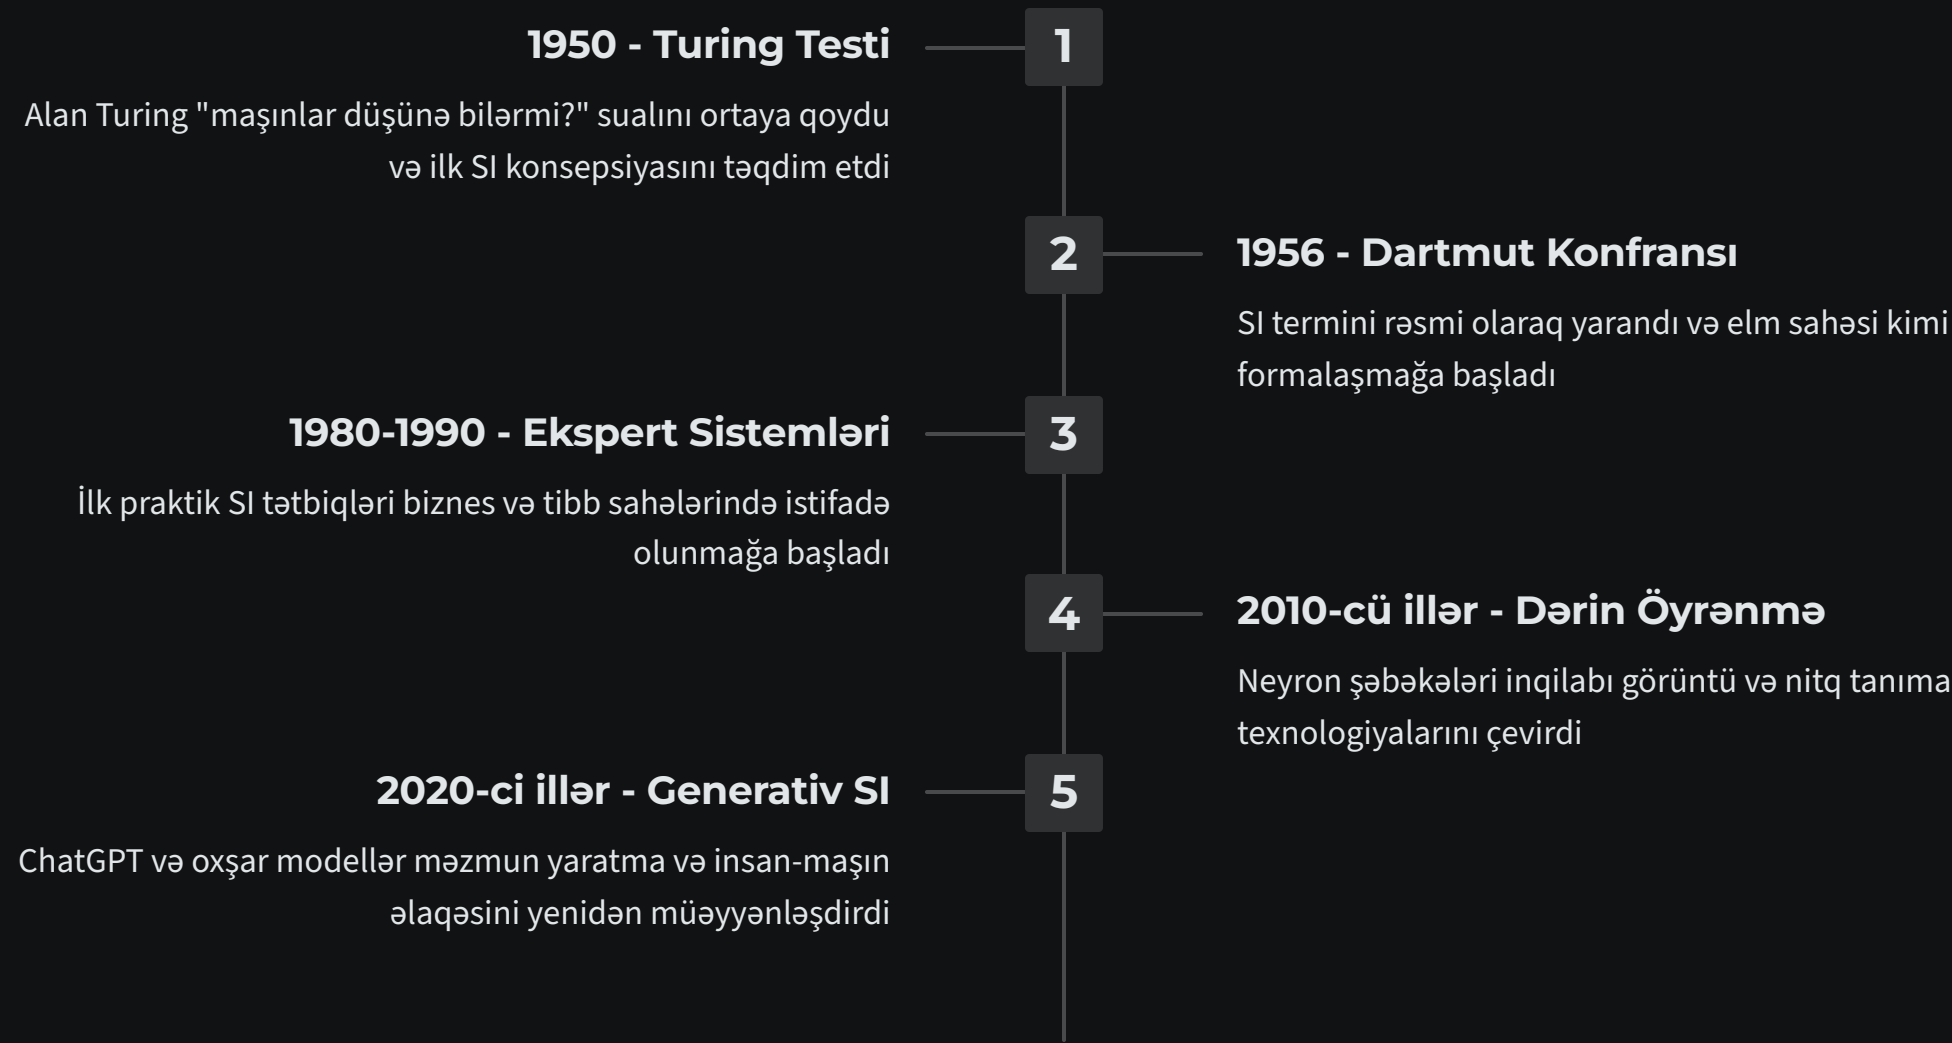 1950 - Turing Testi
1
Alan Turing "maşınlar düşünə bilərmi?" sualını ortaya qoydu
və ilk SI konsepsiyasını təqdim etdi
2
1956 - Dartmut Konfransı
SI termini rəsmi olaraq yarandı və elm sahəsi kimi
formalaşmağa başladı
1980-1990 - Ekspert Sistemləri
3
İlk praktik SI tətbiqləri biznes və tibb sahələrində istifadə
olunmağa başladı
4
2010-cü illər - Dərin Öyrənmə
Neyron şəbəkələri inqilabı görüntü və nitq tanıma
texnologiyalarını çevirdi
2020-ci illər - Generativ SI
5
ChatGPT və oxşar modellər məzmun yaratma və insan-maşın
əlaqəsini yenidən müəyyənləşdirdi